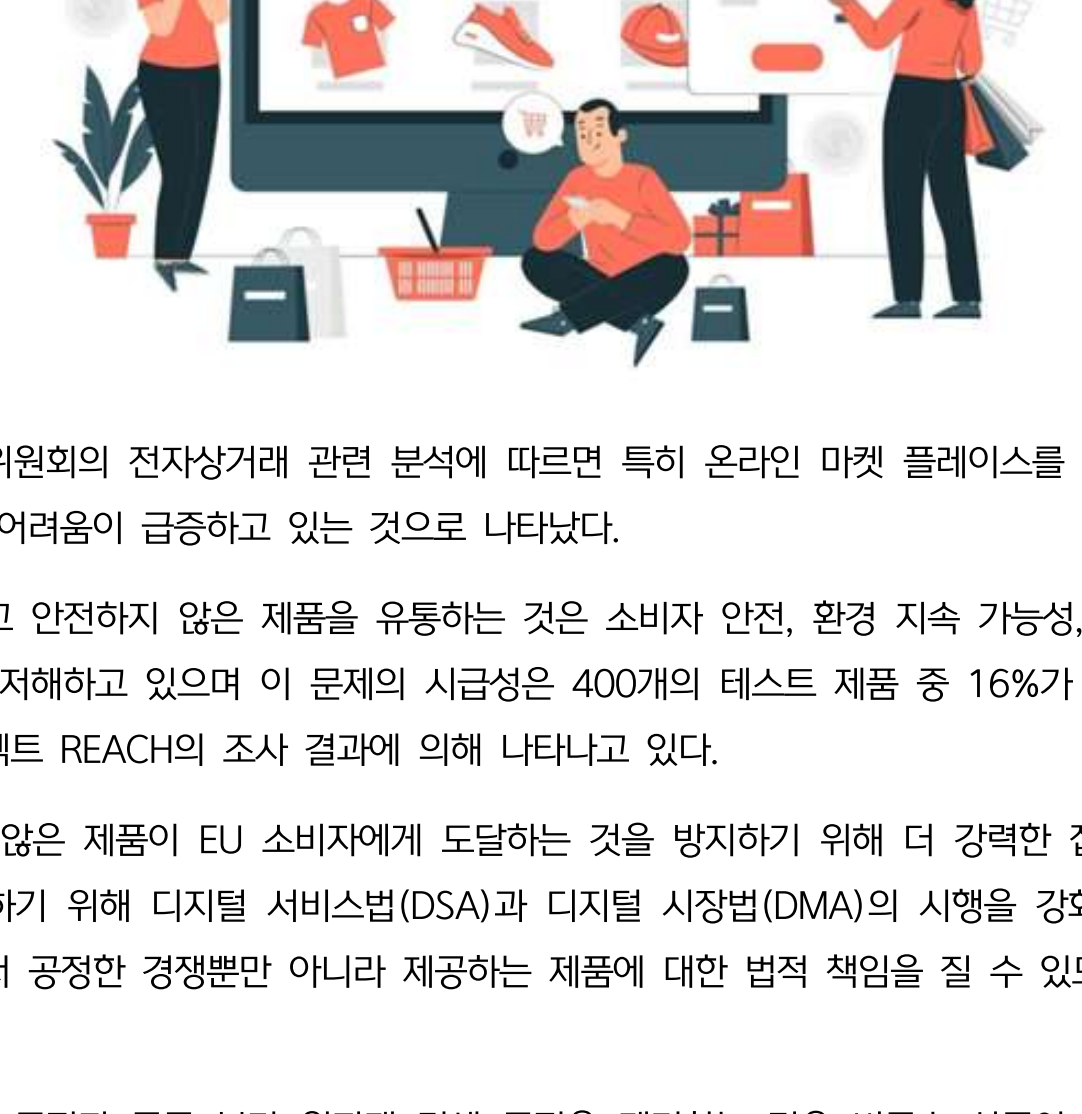 위원회의 전자상거래 관련 분석에 따르면 특히 온라인 마켓 플레이스를
어려움이 급증하고 있는 것으로 나타났다.
고 안전하지 않은 제품을 유통하는 것은 소비자 안전, 환경 지속 가능성,
저해하고 있으며 이 문제의 시급성은 400개의 테스트 제품 중 16%가
REACH의 조사 결과에 의해 나타나고 있다.
않은 제품이 EU 소비자에게 도달하는 것을 방지하기 위해 더 강력한
하기 위해 디지털 서비스법(DSA)과 디지털 시장법(DMA)의 시행을
공정한 경쟁뿐만 아니라 제공하는 제품에 대한 법적 책임을 질 수